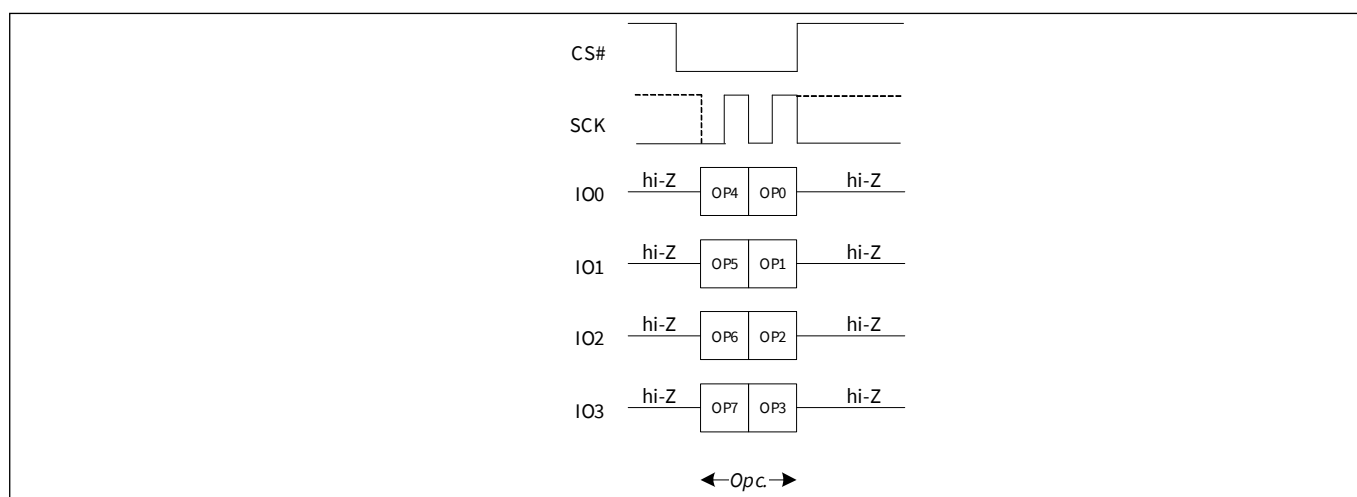 CS#
SCK
hi-Z hi-Z
IO0 OP4 OP0
hi-Z hi-Z
IO1 OP5 OP1
hi-Z hi-Z
IO2 OP6 OP2
hi-Z hi-Z
IO3 OP7 OP3
Opc.